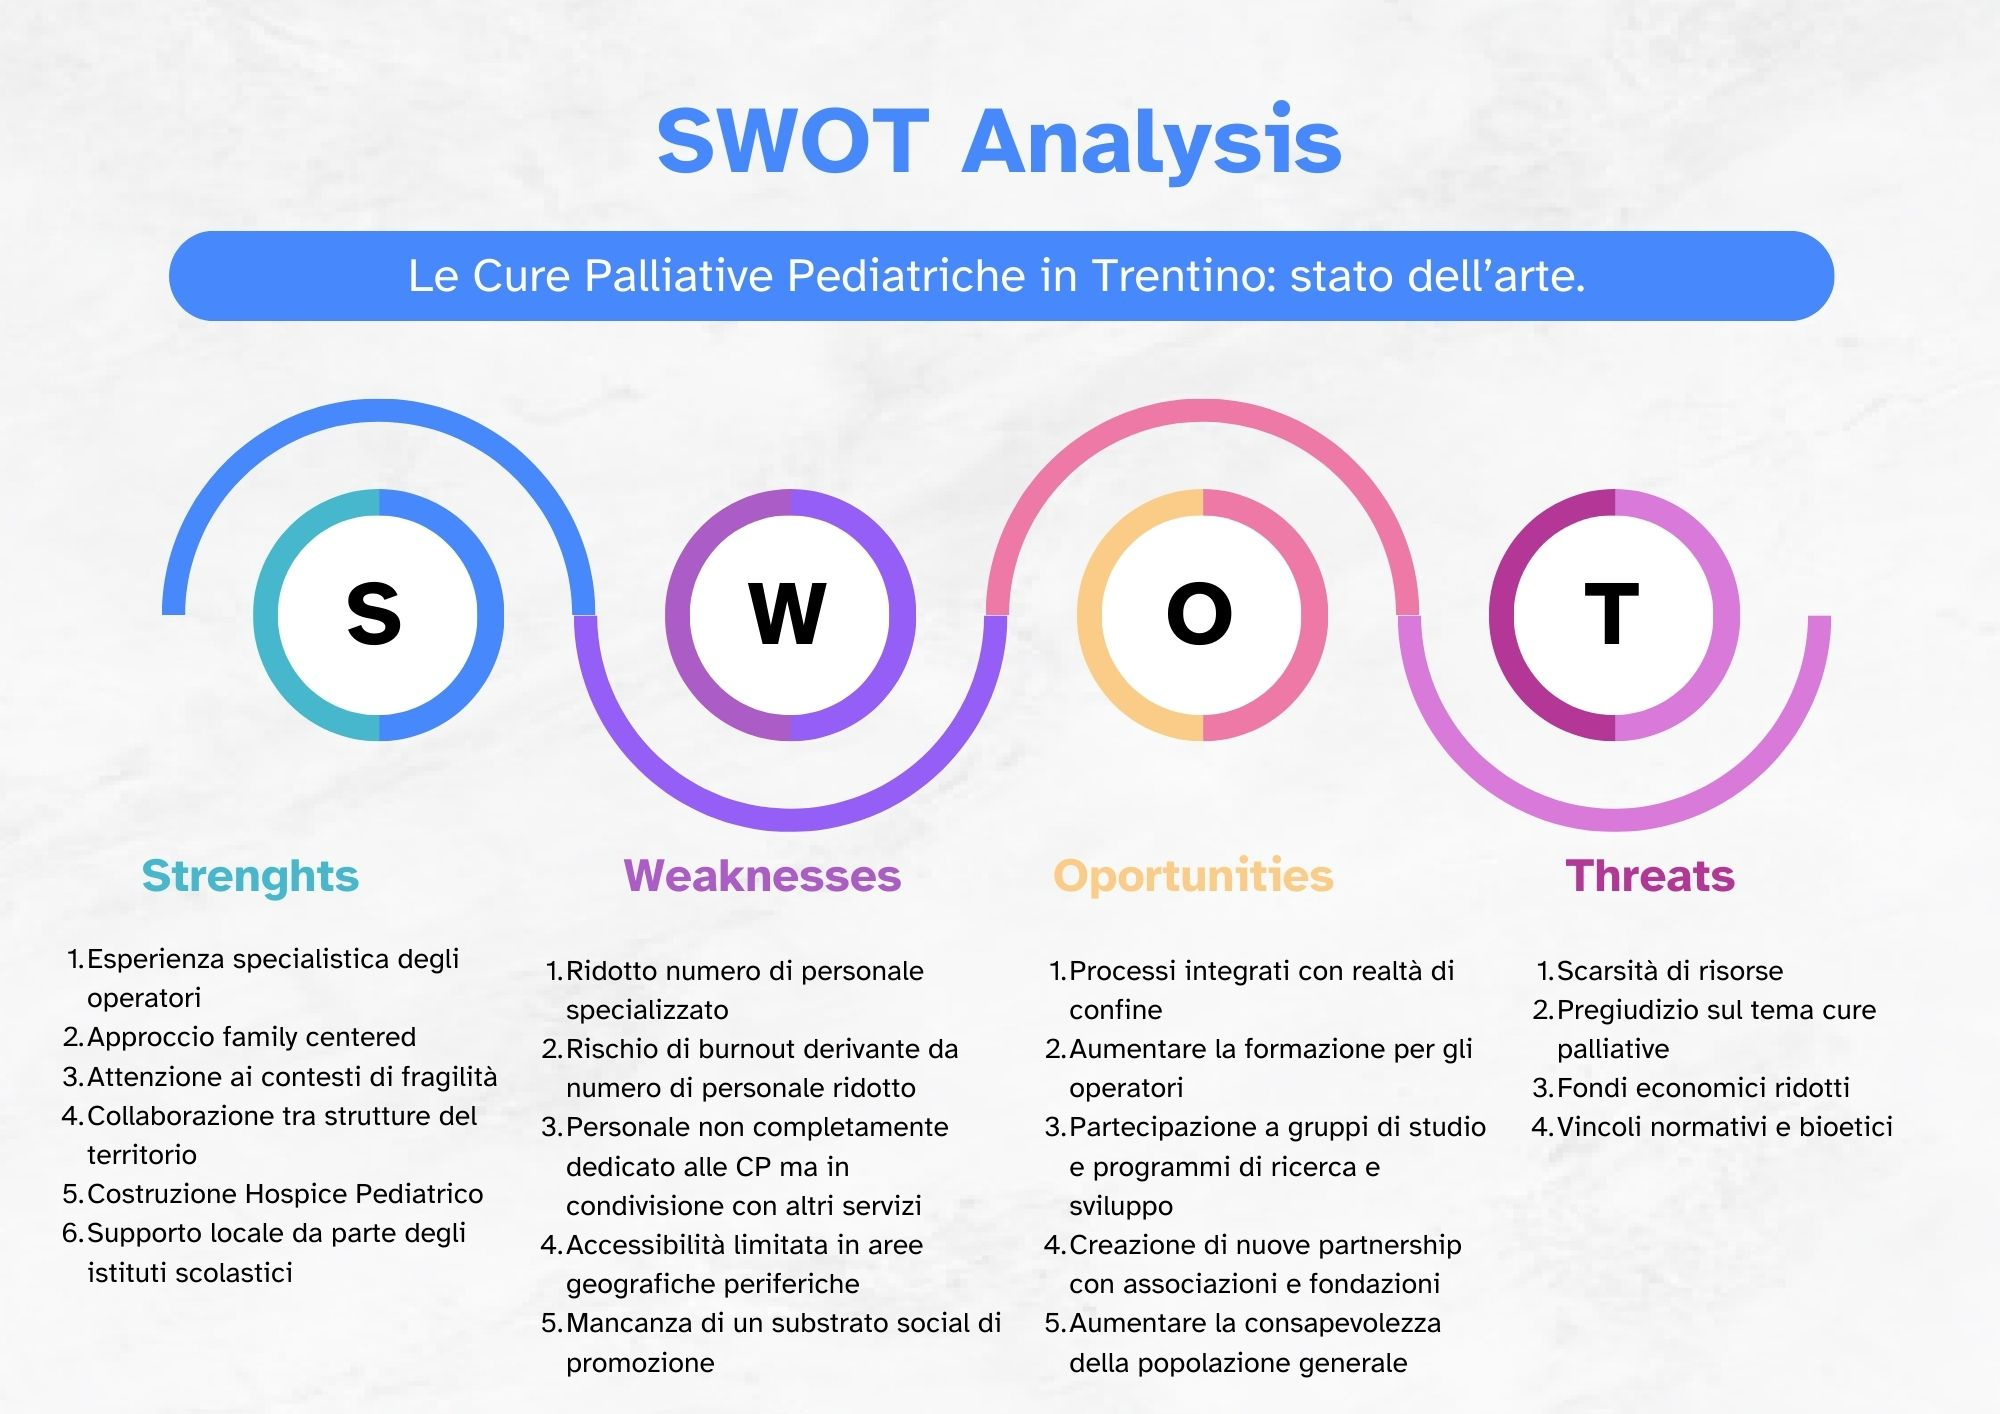 SWOT Analysis
Le Cure Palliative Pediatriche in Trentino: stato dell’arte.
S
W
O
T
Strenghts
1.Esperienza specialistica degli
operatori
2.Approccio family centered
3.Attenzione ai contesti di fragilità
4.Collaborazione tra strutture del
territorio
5.Costruzione Hospice Pediatrico
6.Supporto locale da parte degli
istituti scolastici
Weaknesses
1.Ridotto numero di personale
specializzato
2.Rischio di burnout derivante da
numero di personale ridotto
3.Personale non completamente
dedicato alle CP ma in
condivisione con altri servizi
4.Accessibilità limitata in aree
geografiche periferiche
5.Mancanza di un substrato social di
promozione
Oportunities
1.Processi integrati con realtà di
confine
2.Aumentare la formazione per gli
operatori
3.Partecipazione a gruppi di studio
e programmi di ricerca e
sviluppo
4.Creazione di nuove partnership
con associazioni e fondazioni
5.Aumentare la consapevolezza
della popolazione generale
Threats
1.Scarsità di risorse
2.Pregiudizio sul tema cure
palliative
3.Fondi economici ridotti
4.Vincoli normativi e bioetici